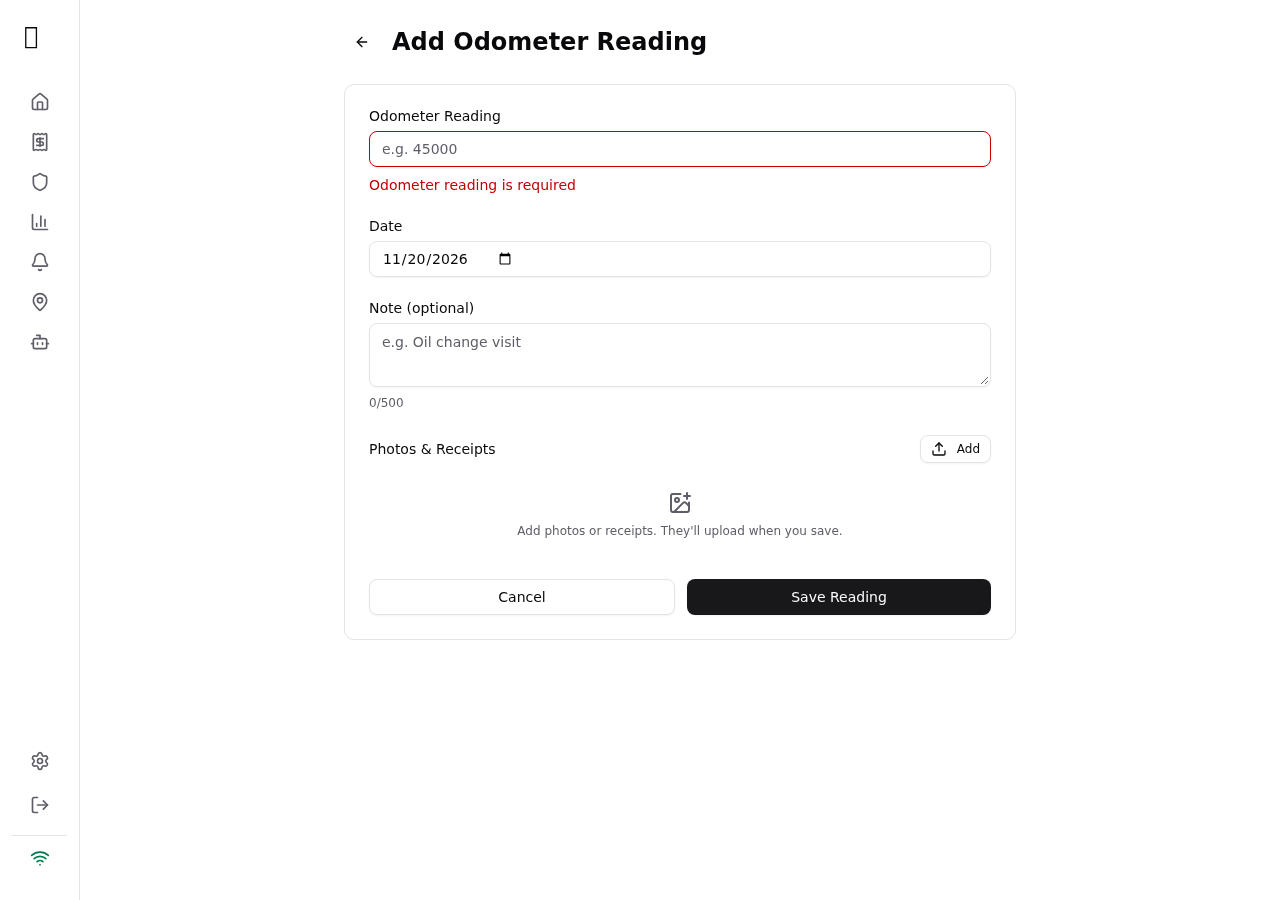 Add Odometer Reading
Odometer Reading
e.g. 45000
Odometer reading is required
Date
11/20/2026
Note (optional)
e.g. Oil change visit
0/500
Photos & Receipts
Add
Add photos or receipts. They'll upload when you save.
Cancel
Save Reading